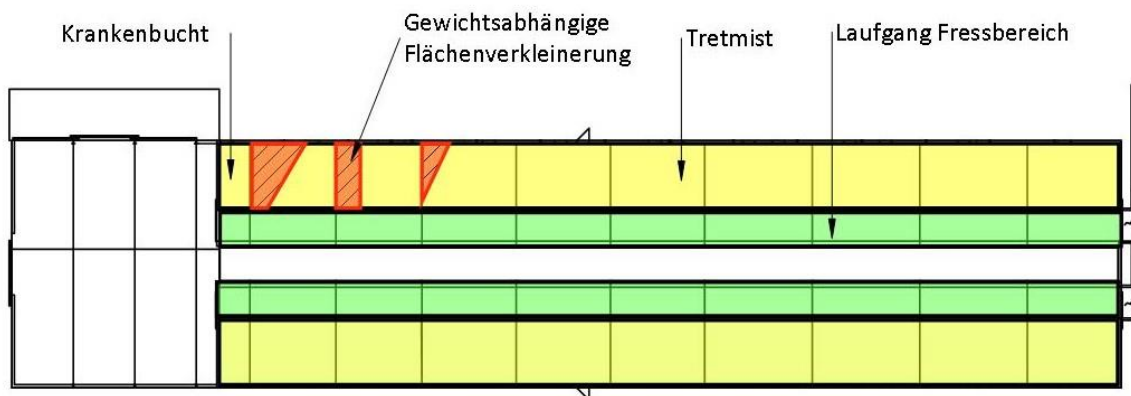 Krankenbucht
Gewichtsabhängige
Flächenverkleinerung
Tretmist
Laufgang Fressbereich